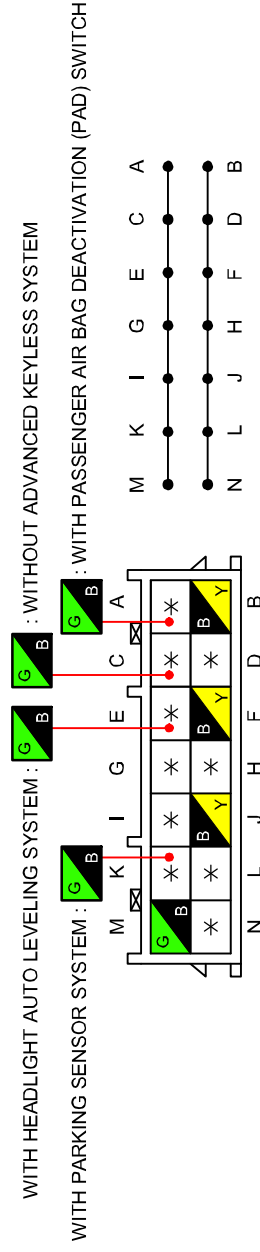 WITH HEADLIGHT AUTO LEVELING SYSTEM : G B G B : WITHOUT ADVANCED KEYLESS SYSTEM
WITH PARKING SENSOR SYSTEM : G B G B : WITH PASSENGER AIR BAG DEACTIVATION (PAD) SWITCH
M K I G E C A
G B * * * * * *
* * B Y * B Y * B Y
N L J H F D B
M K I G E C A
N L J H F D B